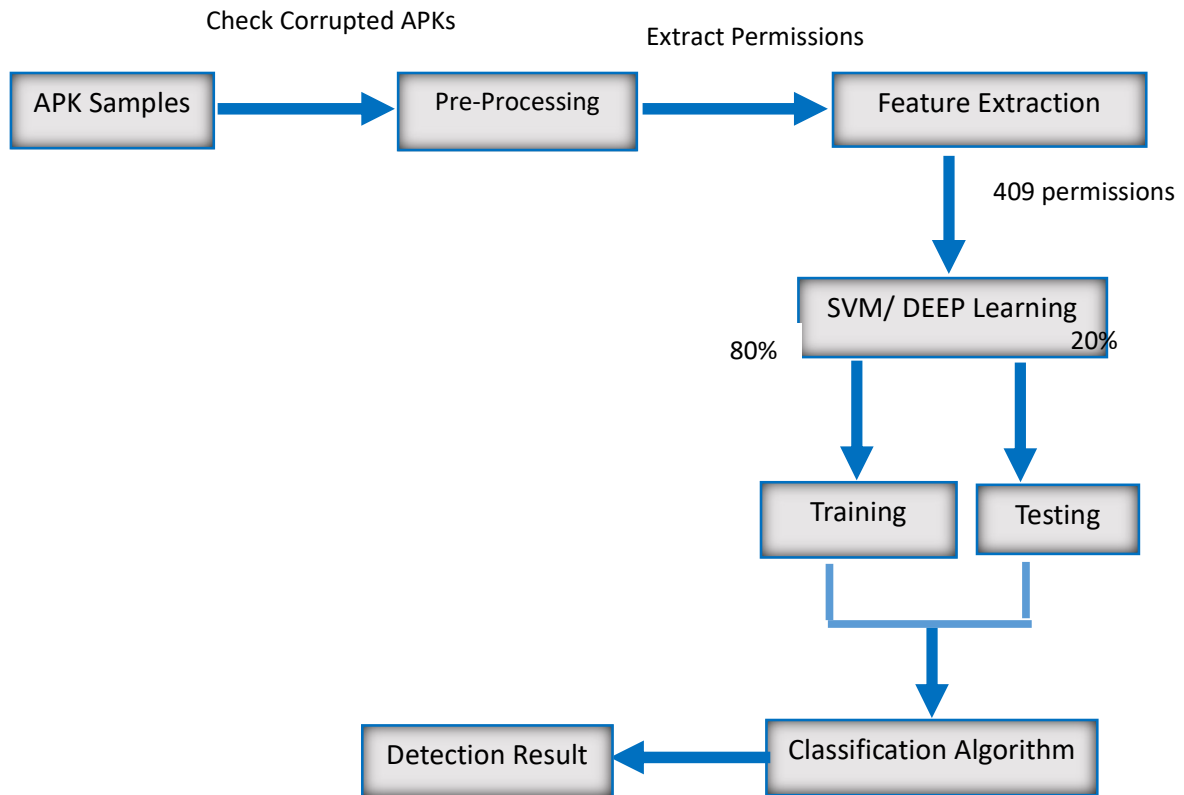 Check Corrupted APKs
Extract Permissions
APK Samples
Pre-Processing
Feature Extraction
409 permissions
SVM/ DEEP Learning
80%
20%
Training
Testing
Detection Result
Classification Algorithm